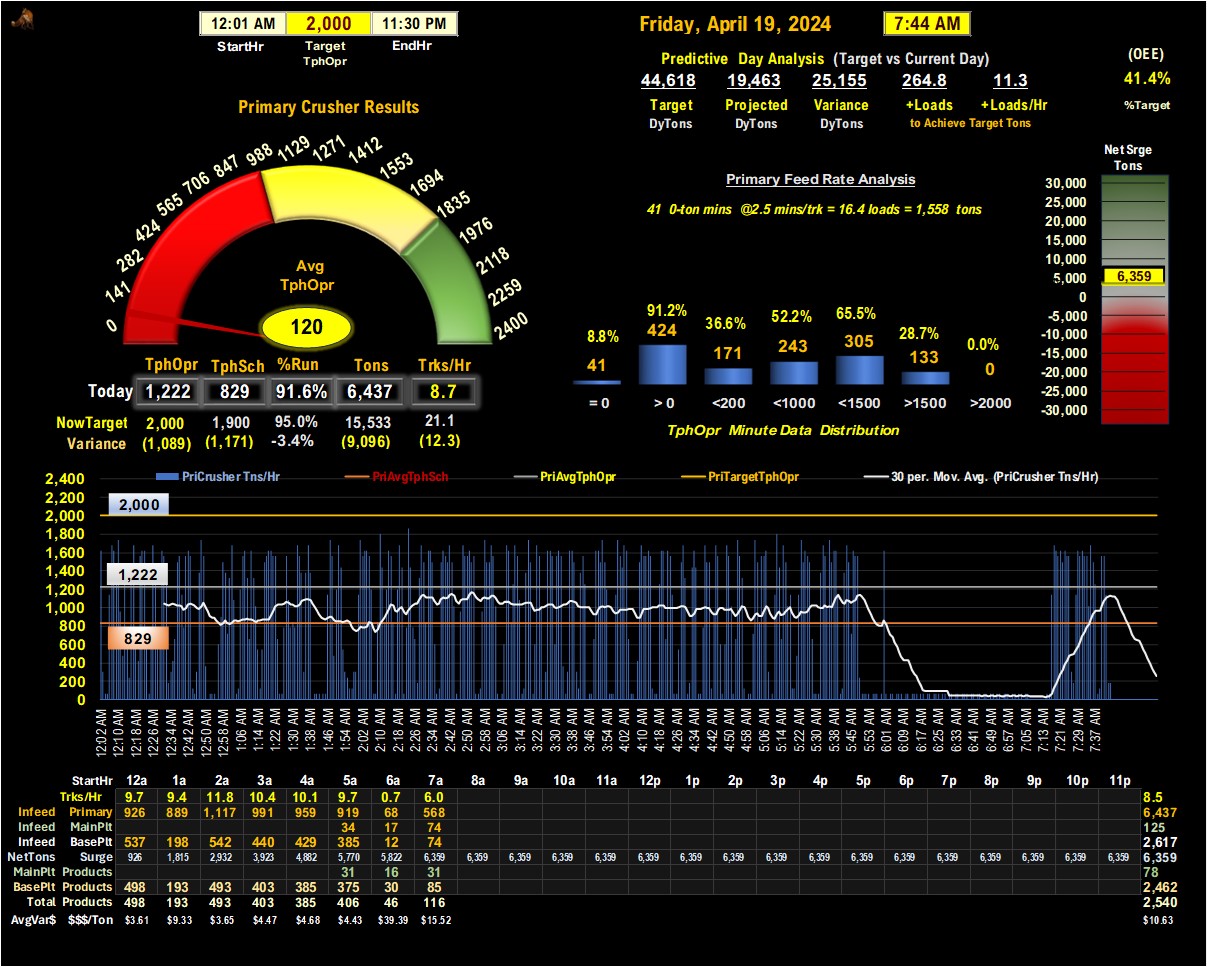 12:01 AM 2,000 11:30 PM
StartHr Target EndHr
TphOpr
Friday, April 19, 2024 7:44 AM
Predictive Day Analysis (Target vs Current Day)
44,618 19,463 25,155 264.8 11.3
Target Projected Variance +Loads +Loads/Hr
DyTons DyTons DyTons to Achieve Target Tons
(OEE)
41.4%
%Target
Primary Crusher Results
0 141 282 424 565 706 847 988 1129 1271 1412 1553 1694 1835 1976 2118 2259 2400
Avg
TphOpr
120
TphOpr TphSch %Run Tons Trks/Hr
Today 1,222 829 91.6% 6,437 8.7
NowTarget 2,000 1,900 95.0% 15,533 21.1
Variance (1,089) (1,171) -3.4% (9,096) (12.3)
Primary Feed Rate Analysis
41 0-ton mins @2.5 mins/trk = 16.4 loads = 1,558 tons
8.8% 91.2% 36.6% 52.2% 65.5% 28.7% 0.0%
41 424 171 243 305 133 0
= 0 > 0 <200 <1000 <1500 >1500 >2000
TphOpr Minute Data Distribution
Net Srge
Tons
30,000
25,000
20,000
15,000
10,000
5,000
0
-5,000
-10,000
-15,000
-20,000
-25,000
-30,000
6,359
PriCrusher Tns/Hr PriAvgTphSch PriAvgTphOpr PriTargetTphOpr 30 per. Mov. Avg. (PriCrusher Tns/Hr)
2,400
2,200
2,000
1,800
1,600
1,400
1,200
1,000
800
600
400
200
0
2,000
1,222
829
12:02 AM 12:10 AM 12:18 AM 12:26 AM 12:34 AM 12:42 AM 12:50 AM 12:58 AM 1:06 AM 1:14 AM 1:22 AM 1:30 AM 1:38 AM 1:46 AM 1:54 AM 2:02 AM 2:10 AM 2:18 AM 2:26 AM 2:34 AM 2:42 AM 2:50 AM 2:58 AM 3:06 AM 3:14 AM 3:22 AM 3:30 AM 3:38 AM 3:46 AM 3:54 AM 4:02 AM 4:10 AM 4:18 AM 4:26 AM 4:34 AM 4:42 AM 4:50 AM 4:58 AM 5:06 AM 5:14 AM 5:22 AM 5:30 AM 5:38 AM 5:45 AM 5:53 AM 6:01 AM 6:09 AM 6:17 AM 6:25 AM 6:33 AM 6:41 AM 6:49 AM 6:57 AM 7:05 AM 7:13 AM 7:21 AM 7:29 AM 7:37 AM
StartHr 12a 1a 2a 3a 4a 5a 6a 7a 8a 9a 10a 11a 12p 1p 2p 3p 4p 5p 6p 7p 8p 9p 10p 11p
Trks/Hr 9.7 9.4 11.8 10.4 10.1 9.7 0.7 6.0 8.5
Infeed Primary 926 889 1,117 991 959 919 68 568 6,437
Infeed MainPlt 34 17 74 125
Infeed BasePlt 537 198 542 440 429 385 12 74 2,617
NetTons Surge 926 1,815 2,932 3,923 4,882 5,770 5,822 6,359 6,359 6,359 6,359 6,359 6,359 6,359 6,359 6,359 6,359 6,359 6,359 6,359 6,359 6,359 6,359 6,359 6,359
MainPlt Products 31 16 31 78
BasePlt Products 498 193 493 403 385 375 30 85 2,462
Total Products 498 193 493 403 385 406 46 116 2,540
AvgVar$ $$$/Ton $3.61 $9.33 $3.65 $4.47 $4.68 $4.43 $39.39 $15.52 $10.63